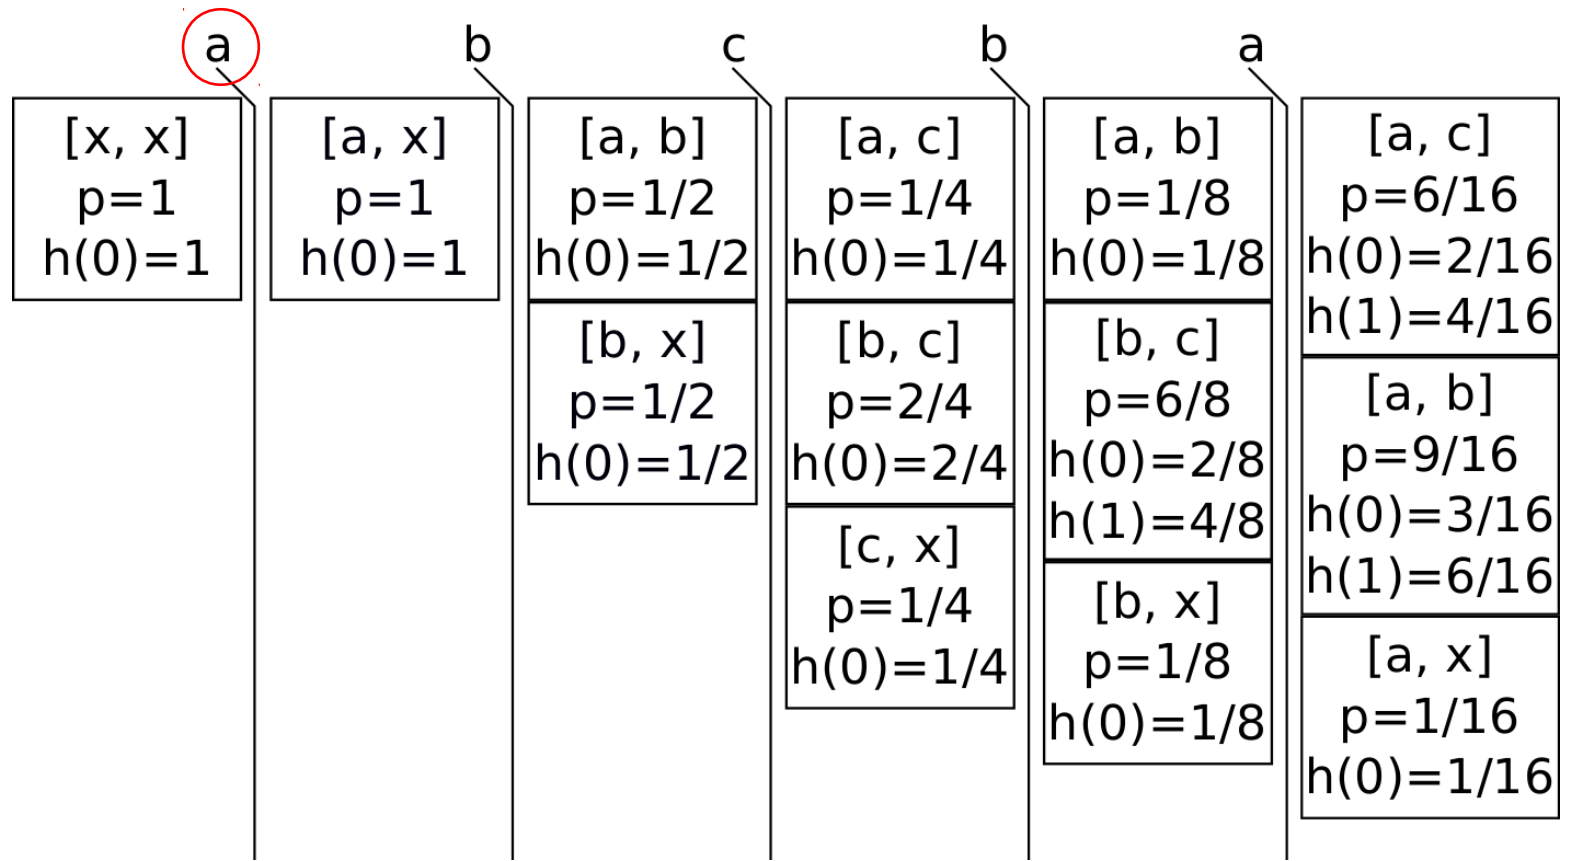 a
b
c
b
a
[x, x]
p=1
h(0)=1
[a, x]
p=1
h(0)=1
[a, b]
p=1/2
h(0)=1/2
[b, x]
p=1/2
h(0)=1/2
[a, c]
p=1/4
h(0)=1/4
[b, c]
p=2/4
h(0)=2/4
[c, x]
p=1/4
h(0)=1/4
[a, b]
p=1/8
h(0)=1/8
[b, c]
p=6/8
h(0)=2/8
h(1)=4/8
[b, x]
p=1/8
h(0)=1/8
[a, c]
p=6/16
h(0)=2/16
h(1)=4/16
[a, b]
p=9/16
h(0)=3/16
h(1)=6/16
[a, x]
p=1/16
h(0)=1/16